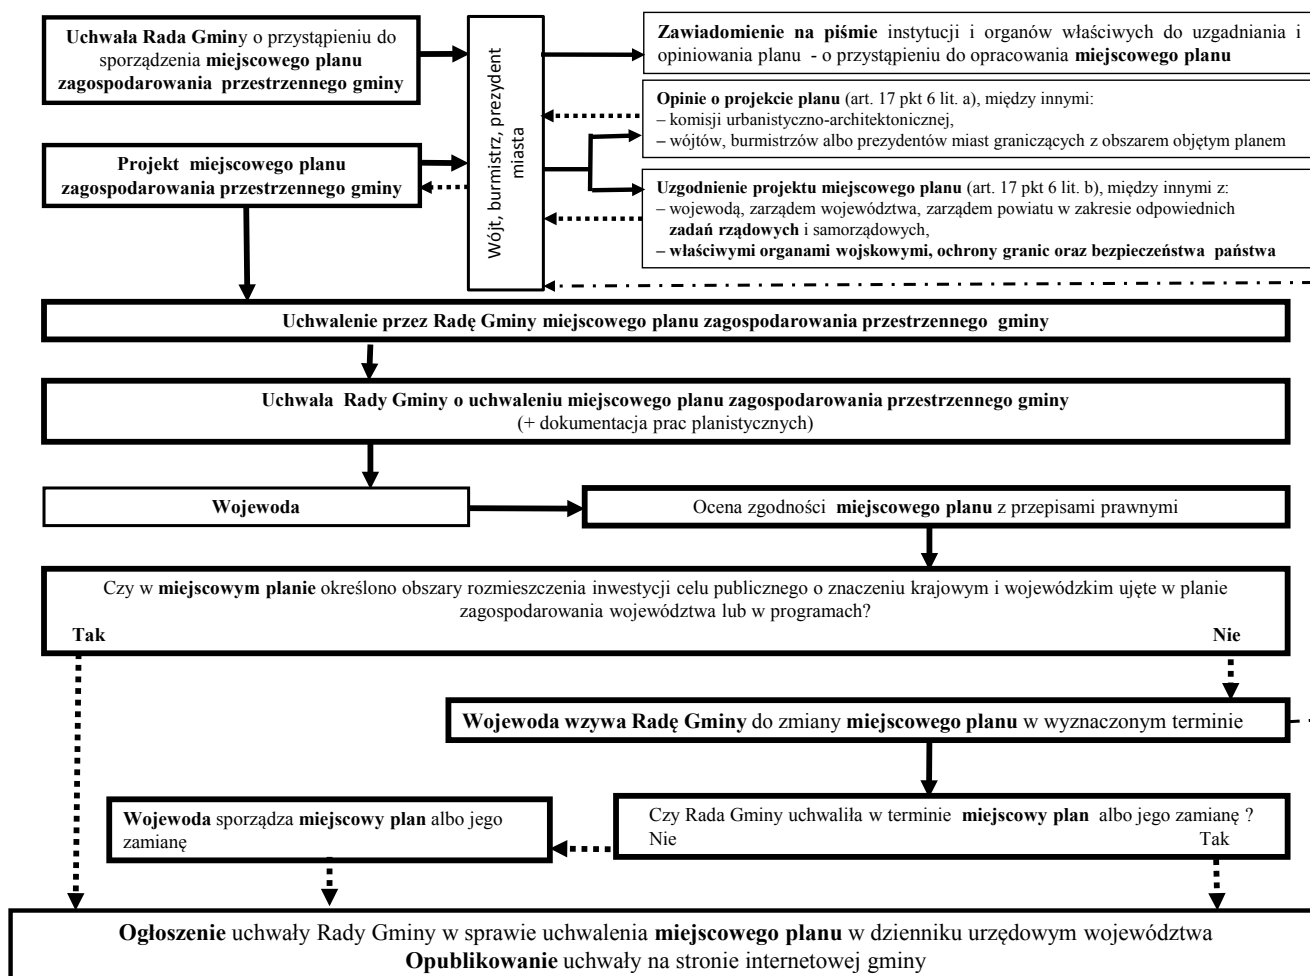 Uchwała Rada Gminy o przystąpieniu do
sporządzenia miejscowego planu
zagospodarowania przestrzennego gminy
Projekt miejscowego planu
zagospodarowania przestrzennego gminy
Wójt, burmistrz, prezydent
miasta
Zawiadomienie na piśmie instytucji i organów właściwych do uzgadniania i
opiniowania planu - o przystąpieniu do opracowania miejscowego planu
Opinie o projekcie planu (art. 17 pkt 6 lit. a), między innymi:
– komisji urbanistyczno-architektonicznej,
– wójtów, burmistrzów albo prezydentów miast graniczących z obszarem objętym planem
Uzgodnienie projektu miejscowego planu (art. 17 pkt 6 lit. b), między innymi z:
– wojewodą, zarządem województwa, zarządem powiatu w zakresie odpowiednich
zadań rządowych i samorządowych,
– właściwymi organami wojskowymi, ochrony granic oraz bezpieczeństwa państwa
Uchwalenie przez Radę Gminy miejscowego planu zagospodarowania przestrzennego gminy
Uchwała Rady Gminy o uchwaleniu miejscowego planu zagospodarowania przestrzennego gminy
(+ dokumentacja prac planistycznych)
Wojewoda
Ocena zgodności miejscowego planu z przepisami prawnymi
Czy w miejscowym planie określono obszary rozmieszczenia inwestycji celu publicznego o znaczeniu krajowym i wojewódzkim ujęte w planie
zagospodarowania województwa lub w programach?
Tak Nie
Wojewoda wzywa Radę Gminy do zmiany miejscowego planu w wyznaczonym terminie
Czy Rada Gminy uchwaliła w terminie miejscowy plan albo jego zamianę ?
Nie Tak
Wojewoda sporządza miejscowy plan albo jego
zamianę
Ogłoszenie uchwały Rady Gminy w sprawie uchwalenia miejscowego planu w dzienniku urzędowym województwa
Opublikowanie uchwały na stronie internetowej gminy